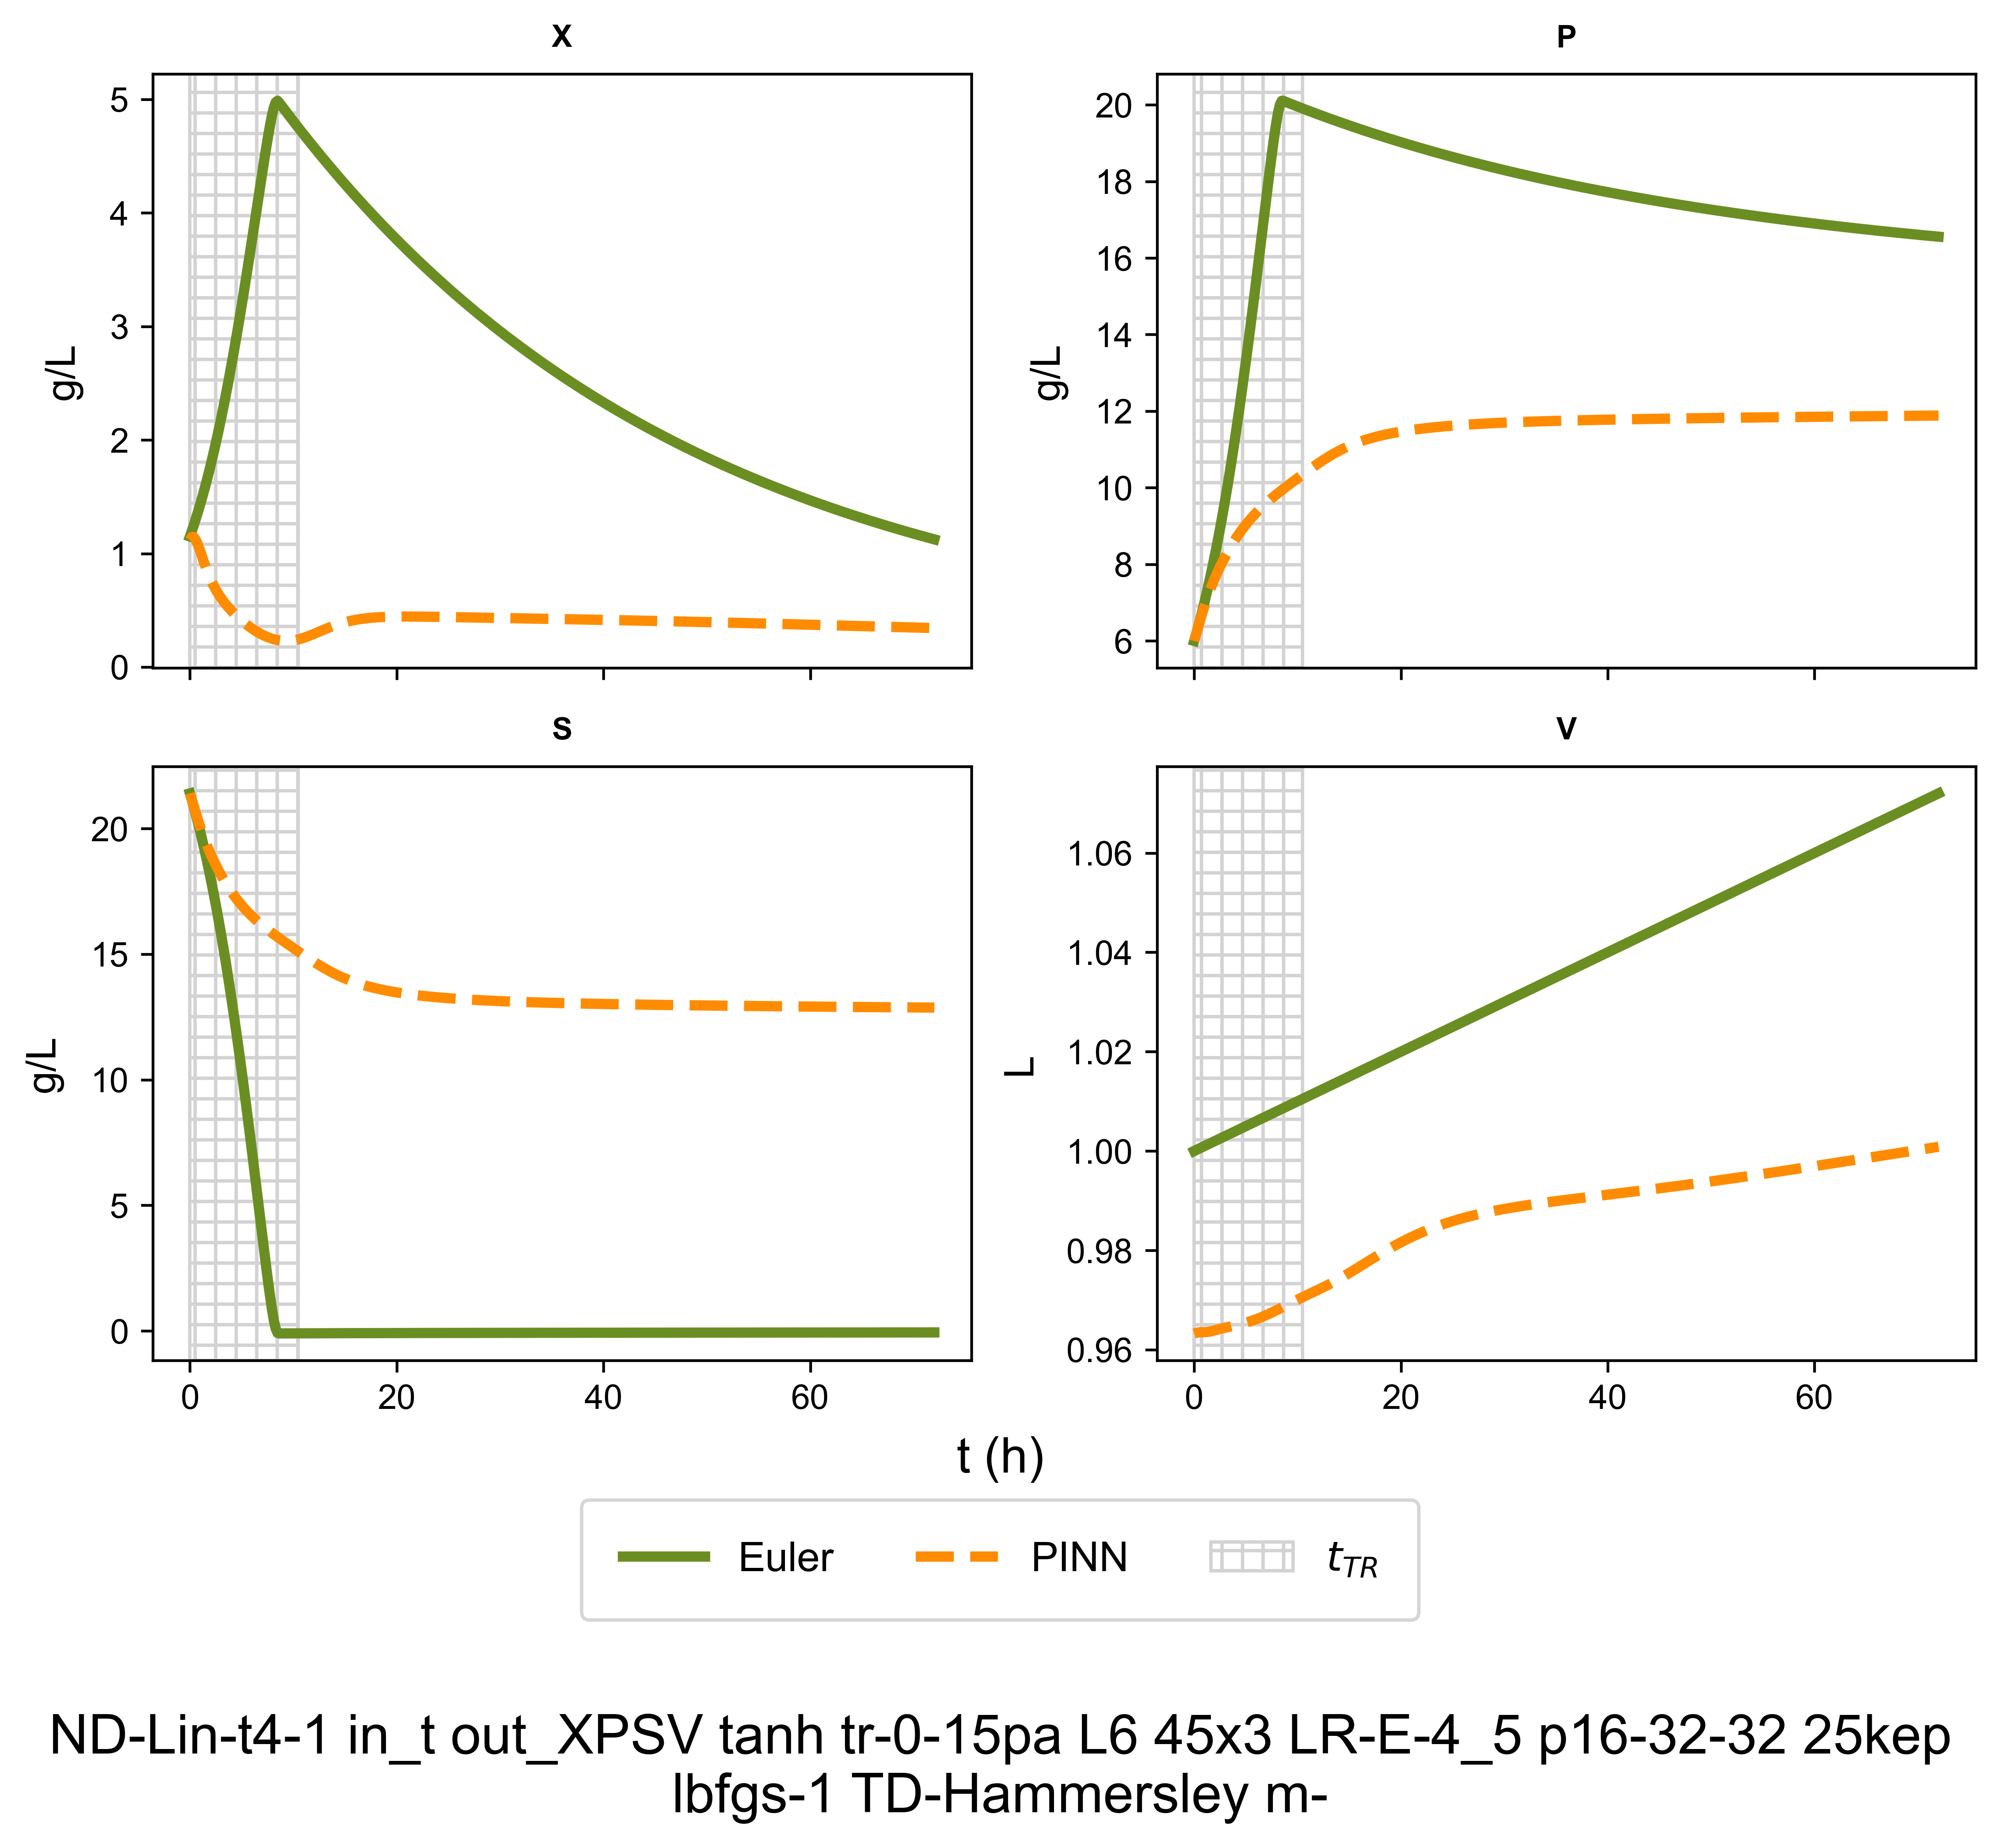 X
5
4
3
2
1
0
g/L
P
20
18
16
14
12
10
8
6
g/L
S
20
15
10
5
0
g/L
0
20
40
60
V
1.06
1.04
1.02
1.00
0.98
0.96
L
0
20
40
60
t (h)
Euler
PINN
t_TR
ND-Lin-t4-1 in_t out_XPSV tanh tr-0-15pa L6 45x3 LR-E-4_5 p16-32-32 25kep
lbfgs-1 TD-Hammersley m-